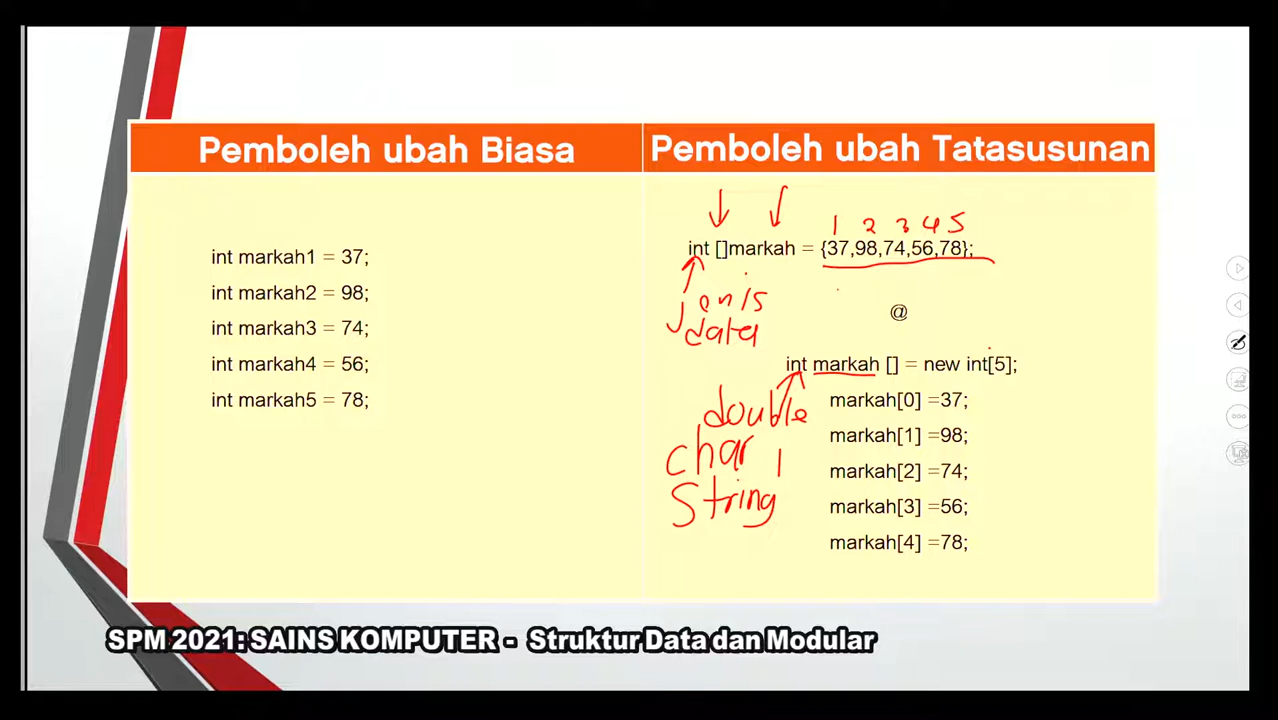 Pemboleh ubah Biasa
int markah1 = 37;
int markah2 = 98;
int markah3 = 74;
int markah4 = 56;
int markah5 = 78;
Pemboleh ubah Tatasusunan
1 2 3 4 5
int []markah = {37,98,74,56,78};
Jenis
data
@
int markah [] = new int[5];
double
char
String
markah[0] =37;
markah[1] =98;
markah[2] =74;
markah[3] =56;
markah[4] =78;
SPM 2021: SAINS KOMPUTER - Struktur Data dan Modular